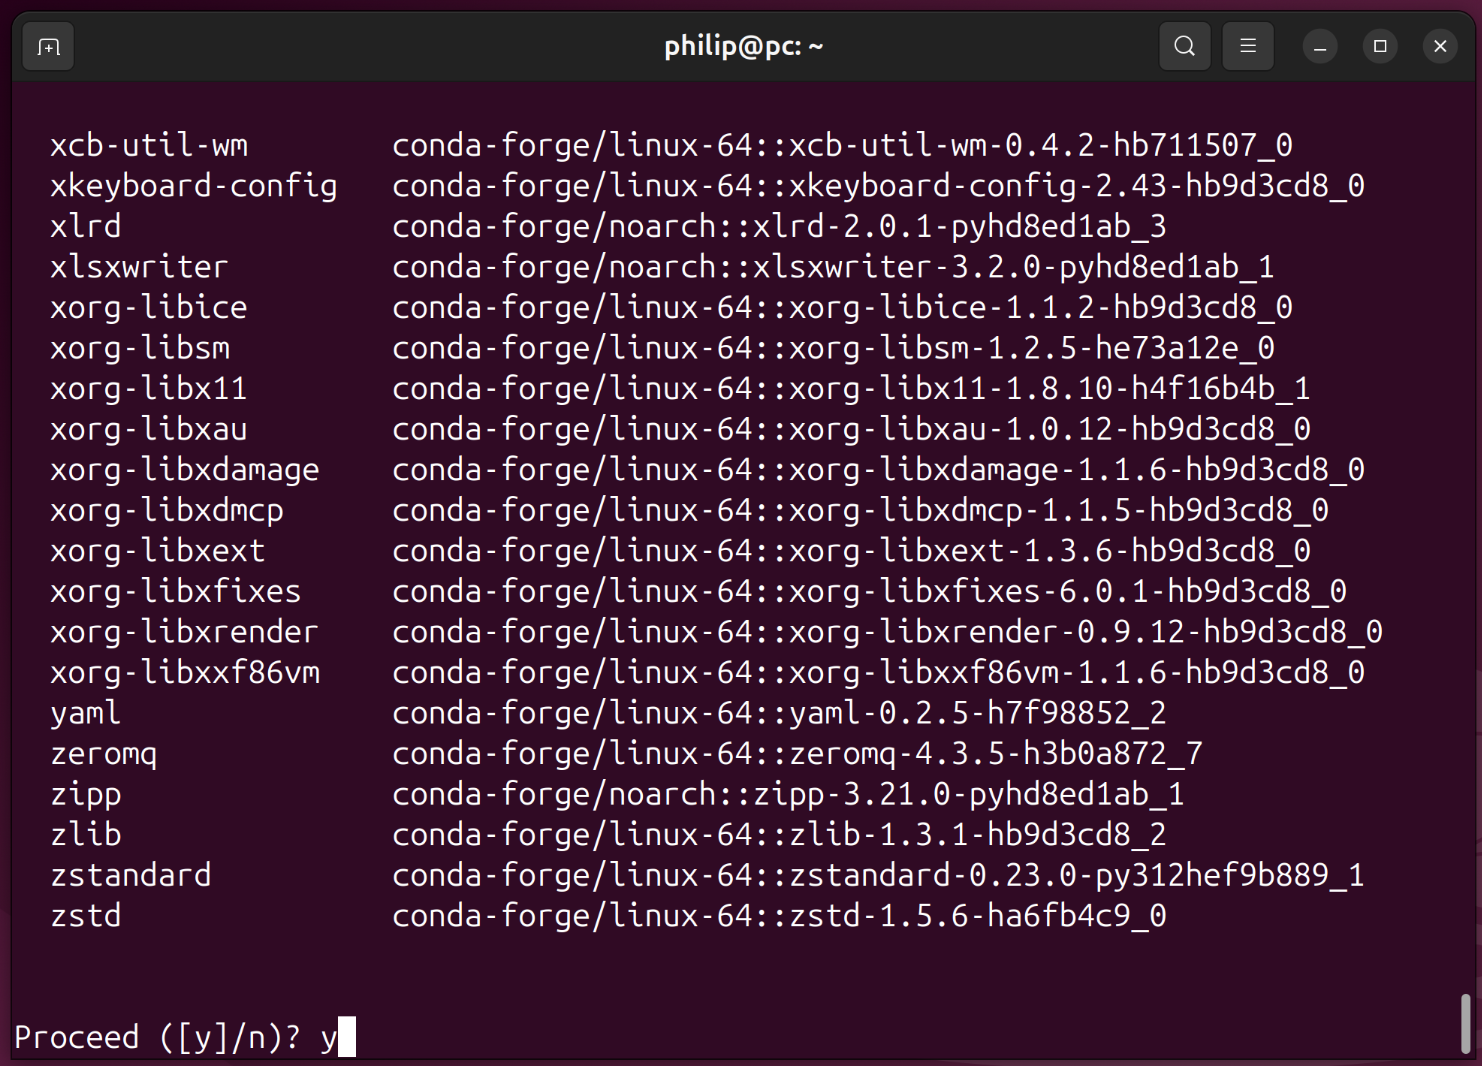 philip@pc: ~
xcb-util-wm conda-forge/linux-64::xcb-util-wm-0.4.2-hb711507_0
xkeyboard-config conda-forge/linux-64::xkeyboard-config-2.43-hb9d3cd8_0
xlrd conda-forge/noarch::xlrd-2.0.1-pyhd8ed1ab_3
xlsxwriter conda-forge/noarch::xlsxwriter-3.2.0-pyhd8ed1ab_1
xorg-libice conda-forge/linux-64::xorg-libice-1.1.2-hb9d3cd8_0
xorg-libsm conda-forge/linux-64::xorg-libsm-1.2.5-he73a12e_0
xorg-libx11 conda-forge/linux-64::xorg-libx11-1.8.10-h4f16b4b_1
xorg-libxau conda-forge/linux-64::xorg-libxau-1.0.12-hb9d3cd8_0
xorg-libxdamage conda-forge/linux-64::xorg-libxdamage-1.1.6-hb9d3cd8_0
xorg-libxdmcp conda-forge/linux-64::xorg-libxdmcp-1.1.5-hb9d3cd8_0
xorg-libxext conda-forge/linux-64::xorg-libxext-1.3.6-hb9d3cd8_0
xorg-libxfixes conda-forge/linux-64::xorg-libxfixes-6.0.1-hb9d3cd8_0
xorg-libxrender conda-forge/linux-64::xorg-libxrender-0.9.12-hb9d3cd8_0
xorg-libxxf86vm conda-forge/linux-64::xorg-libxxf86vm-1.1.6-hb9d3cd8_0
yaml conda-forge/linux-64::yaml-0.2.5-h7f98852_2
zeromq conda-forge/linux-64::zeromq-4.3.5-h3b0a872_7
zipp conda-forge/noarch::zipp-3.21.0-pyhd8ed1ab_1
zlib conda-forge/linux-64::zlib-1.3.1-hb9d3cd8_2
zstandard conda-forge/linux-64::zstandard-0.23.0-py312hef9b889_1
zstd conda-forge/linux-64::zstd-1.5.6-ha6fb4c9_0
Proceed ([y]/n)? y